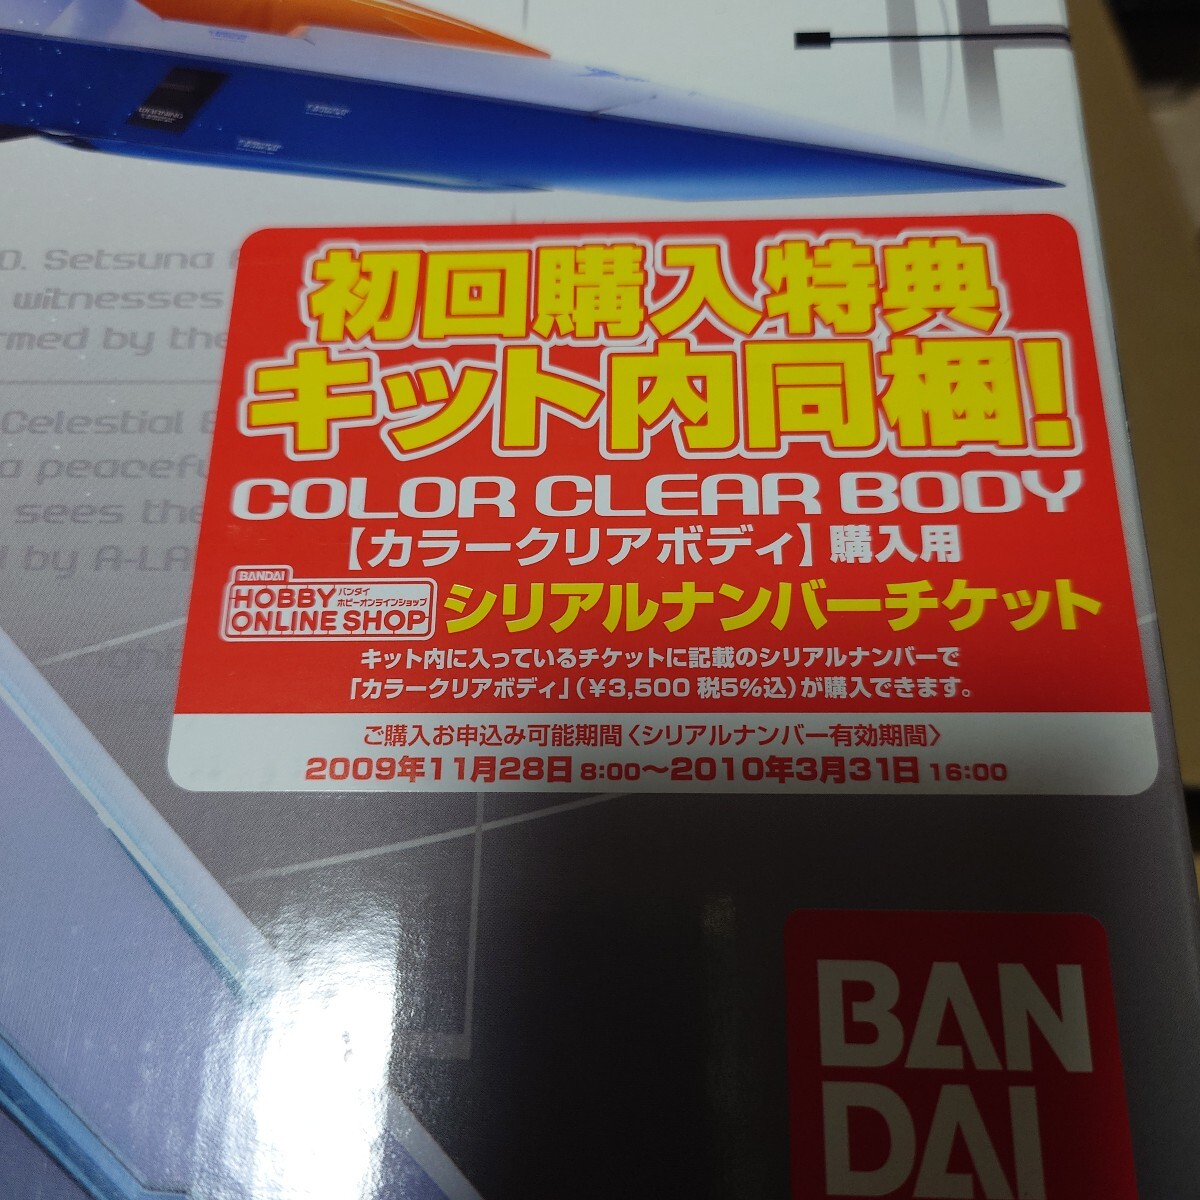 WARNING
D. Setsuna
witnesses
rmed by the
Celestial
a peacefu
sees the
by A-LA
初回購入特典
キット内同梱!
COLOR CLEAR BODY
【カラークリアボディ】購入用
BANDAI
HOBBY
ONLINE SHOP
バンダイ
ホビーオンラインショップ
シリアルナンバーチケット
キット内に入っているチケットに記載のシリアルナンバーで
「カラークリアボディ」(¥3,500 税5%込)が購入できます。
ご購入お申込み可能期間〈シリアルナンバー有効期間〉
2009年11月28日 8:00〜2010年3月31日 16:00
BAN
DAI